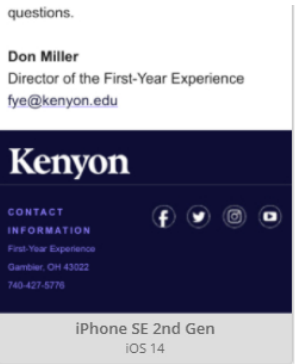 questions.
Don Miller
Director of the First-Year Experience
fye@kenyon.edu
Kenyon
CONTACT
INFORMATION
First-Year Experience
Gambier, OH 43022
740-427-5776
iPhone SE 2nd Gen
iOS 14